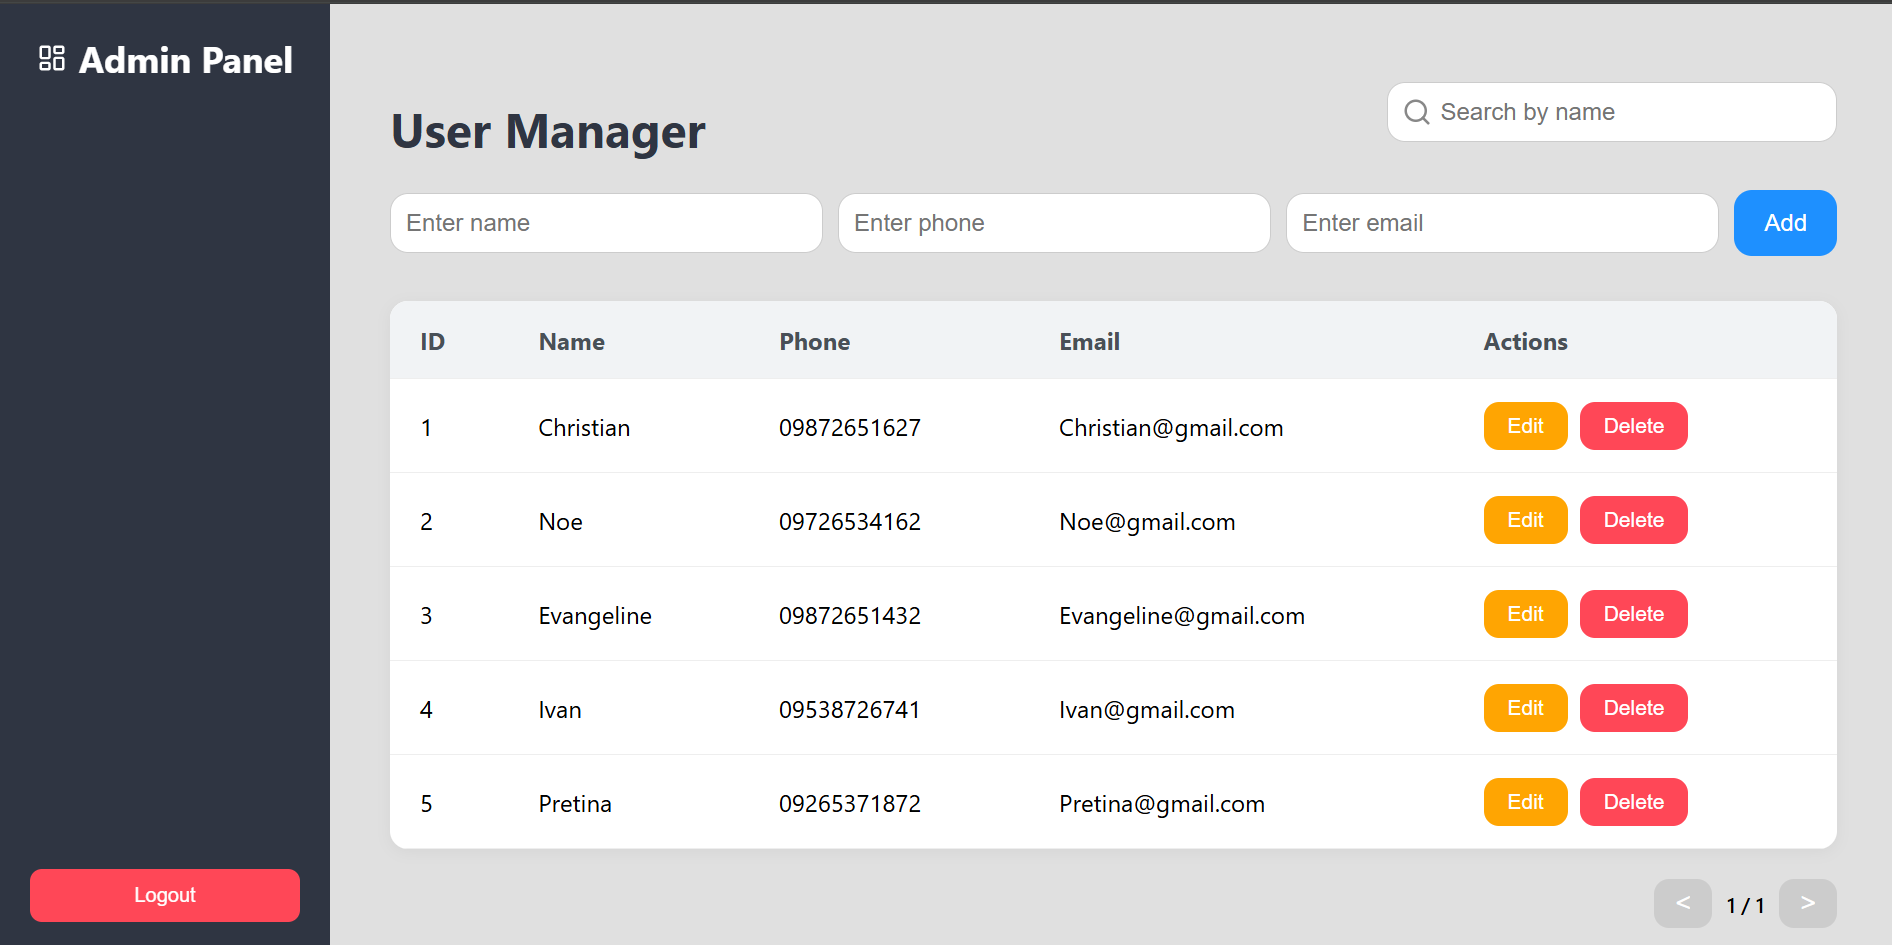 Admin Panel
Search by name
User Manager
Enter name Enter phone Enter email Add
ID Name Phone Email Actions
1 Christian 09872651627 Christian@gmail.com Edit Delete
2 Noe 09726534162 Noe@gmail.com Edit Delete
3 Evangeline 09872651432 Evangeline@gmail.com Edit Delete
4 Ivan 09538726741 Ivan@gmail.com Edit Delete
5 Pretina 09265371872 Pretina@gmail.com Edit Delete
Logout
< 1 / 1 >